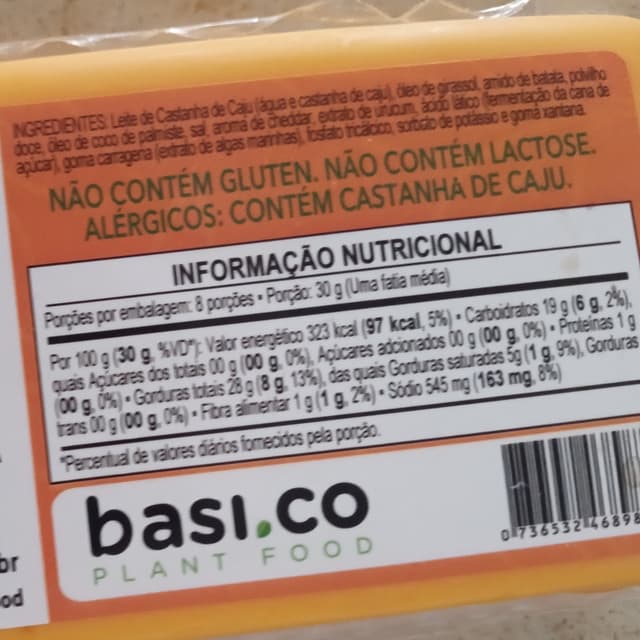 INGREDIENTES: Leite de Castanha de Caju (água e castanha de caju), óleo de girassol, amido de batata, polvilho
doce, óleo de coco de palmiste, sal, aroma de cheddar, extrato de urucum, ácido lático (fermentação da cana de
açúcar), goma carragena (extrato de algas marinhas), fosfato tricálcico, sorbato de potássio e goma xantana.
NÃO CONTÉM GLUTEN. NÃO CONTÉM LACTOSE.
ALÉRGICOS: CONTÉM CASTANHA DE CAJU.
INFORMAÇÃO NUTRICIONAL
Porções por embalagem: 8 porções • Porção: 30 g (Uma fatia média)
Por 100 g (30 g, %VD*): Valor energético 323 kcal (97 kcal, 5%) • Carboidratos 19 g (6 g, 2%),
quais Açúcares dos totais 00 g (00 g, 0%), Açúcares adcionados 00 g (00 g, 0%) • Proteínas 1 g
(00 g, 0%) • Gorduras totais 28 g (8 g, 13%), das quais Gorduras saturadas 5g (1 g, 9%), Gorduras
trans 00 g (00 g, 0%) • Fibra alimentar 1 g (1 g, 2%) • Sódio 545 mg (163 mg, 8%)
*Percentual de valores diários fornecidos pela porção.
basi.co
PLANT FOOD
0 736532 46898
br
od